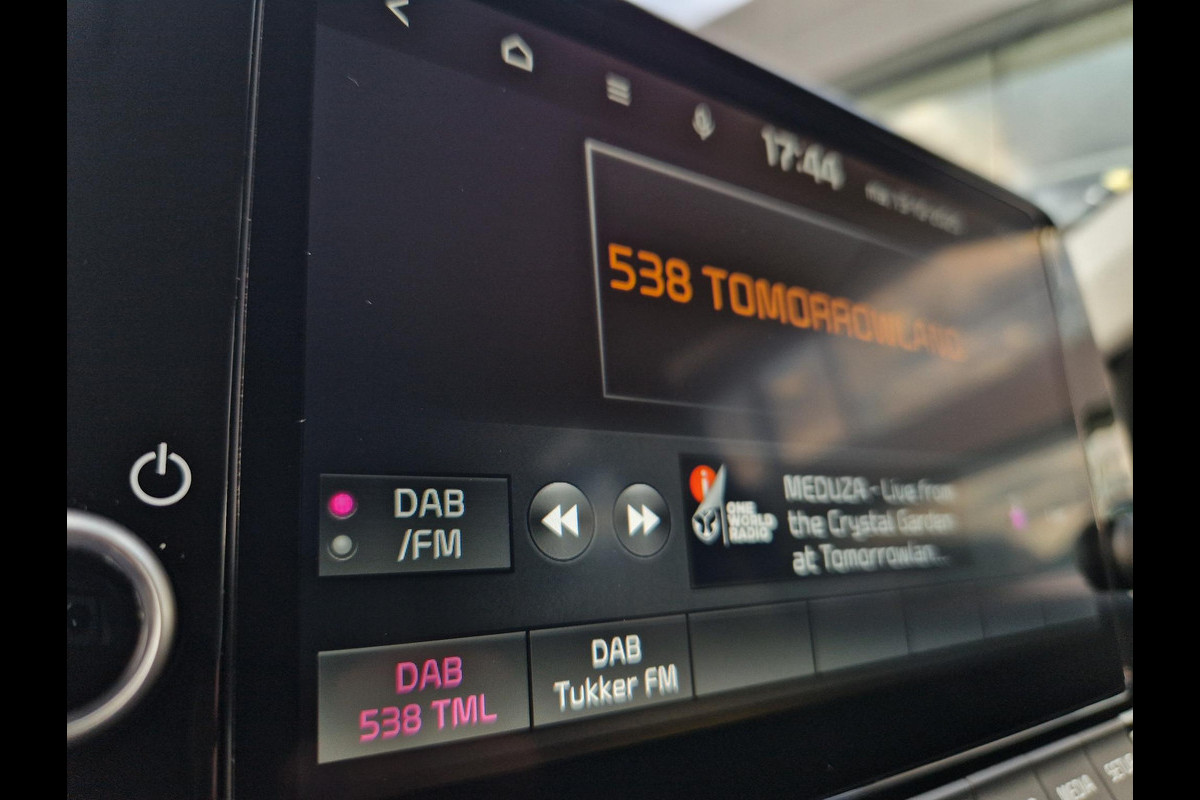 17:44
538 TOMORROWLAND
DAB
/FM
i
ONE
WORLD
RADIO
MEDUZA - Live from
the Crystal Garden
at Tomorrowlan...
DAB
538 TML
DAB
Tukker FM
MEDIA